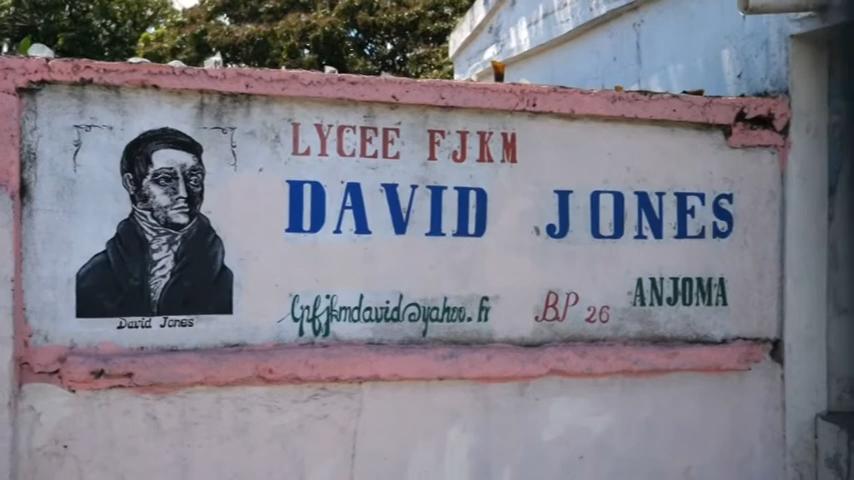 LYCEE FJKM
DAVID JONES
Lpfjkmdavid@yahoo.fr BP 26 ANJOMA
David Jones